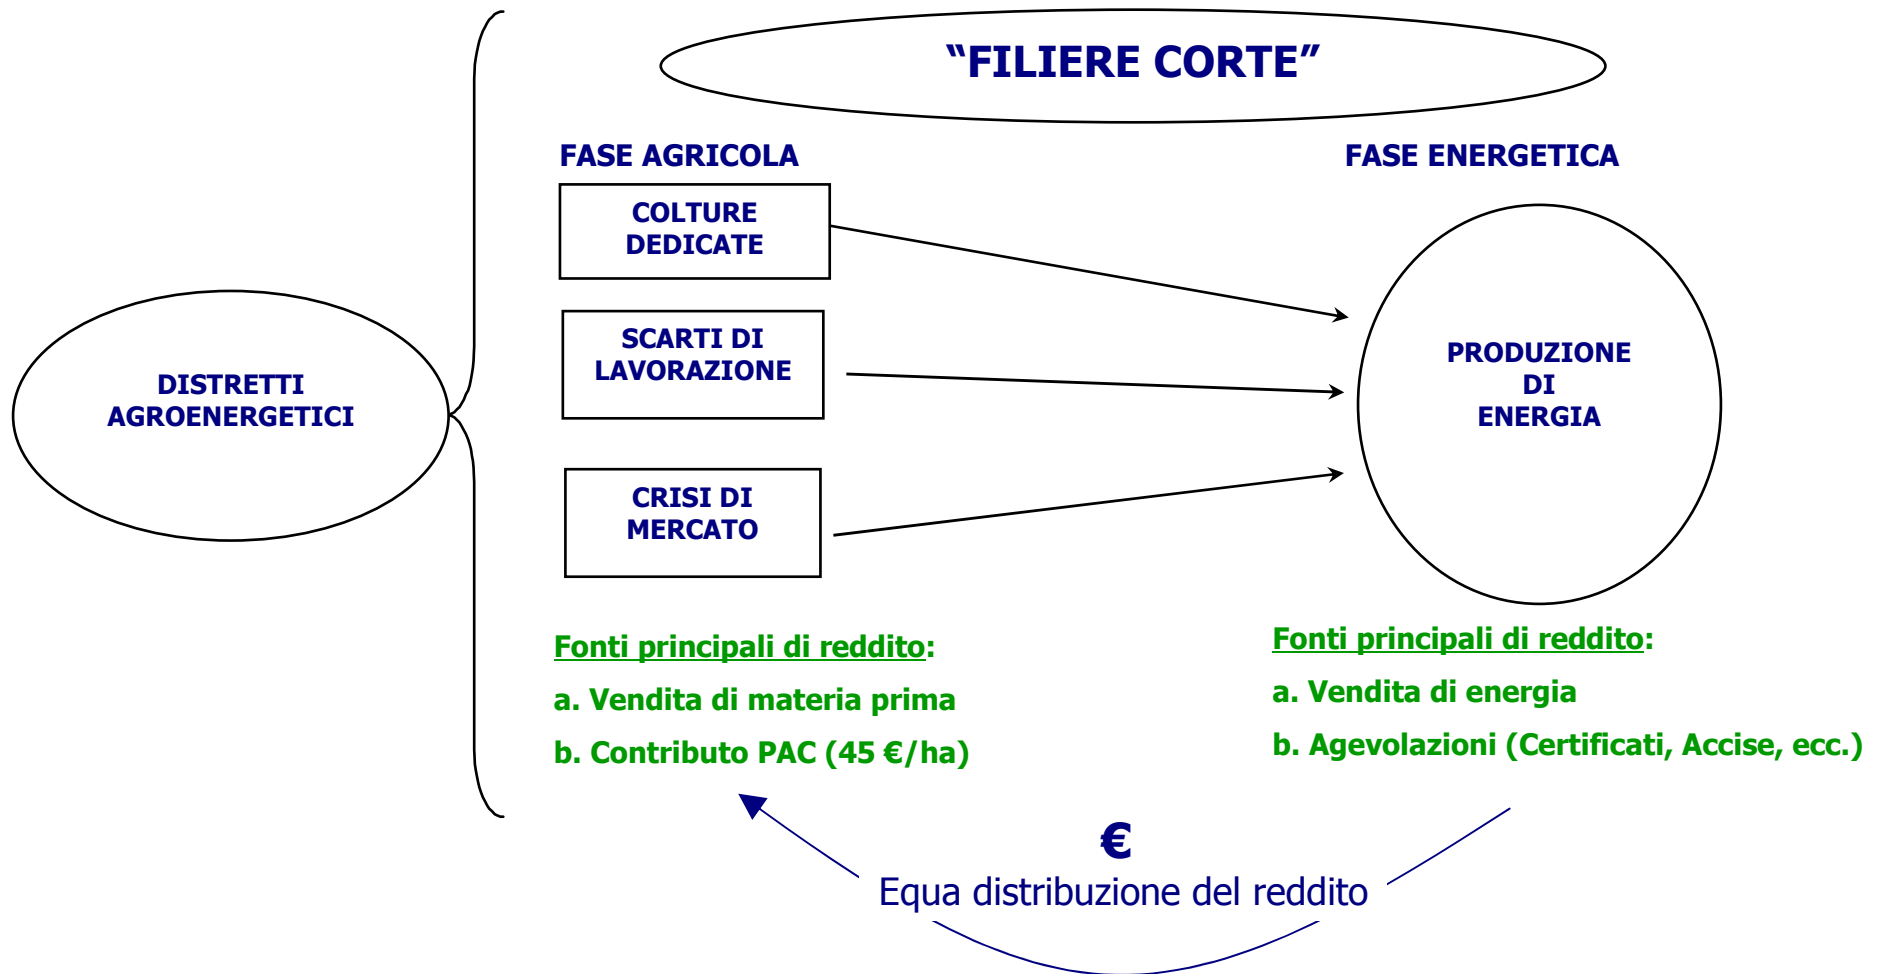 “FILIERE CORTE”
FASE AGRICOLA
FASE ENERGETICA
COLTURE
DEDICATE
SCARTI DI
LAVORAZIONE
CRISI DI
MERCATO
PRODUZIONE
DI
ENERGIA
DISTRETTI
AGROENERGETICI
Fonti principali di reddito:
a. Vendita di materia prima
b. Contributo PAC (45 €/ha)
Fonti principali di reddito:
a. Vendita di energia
b. Agevolazioni (Certificati, Accise, ecc.)
€
Equa distribuzione del reddito